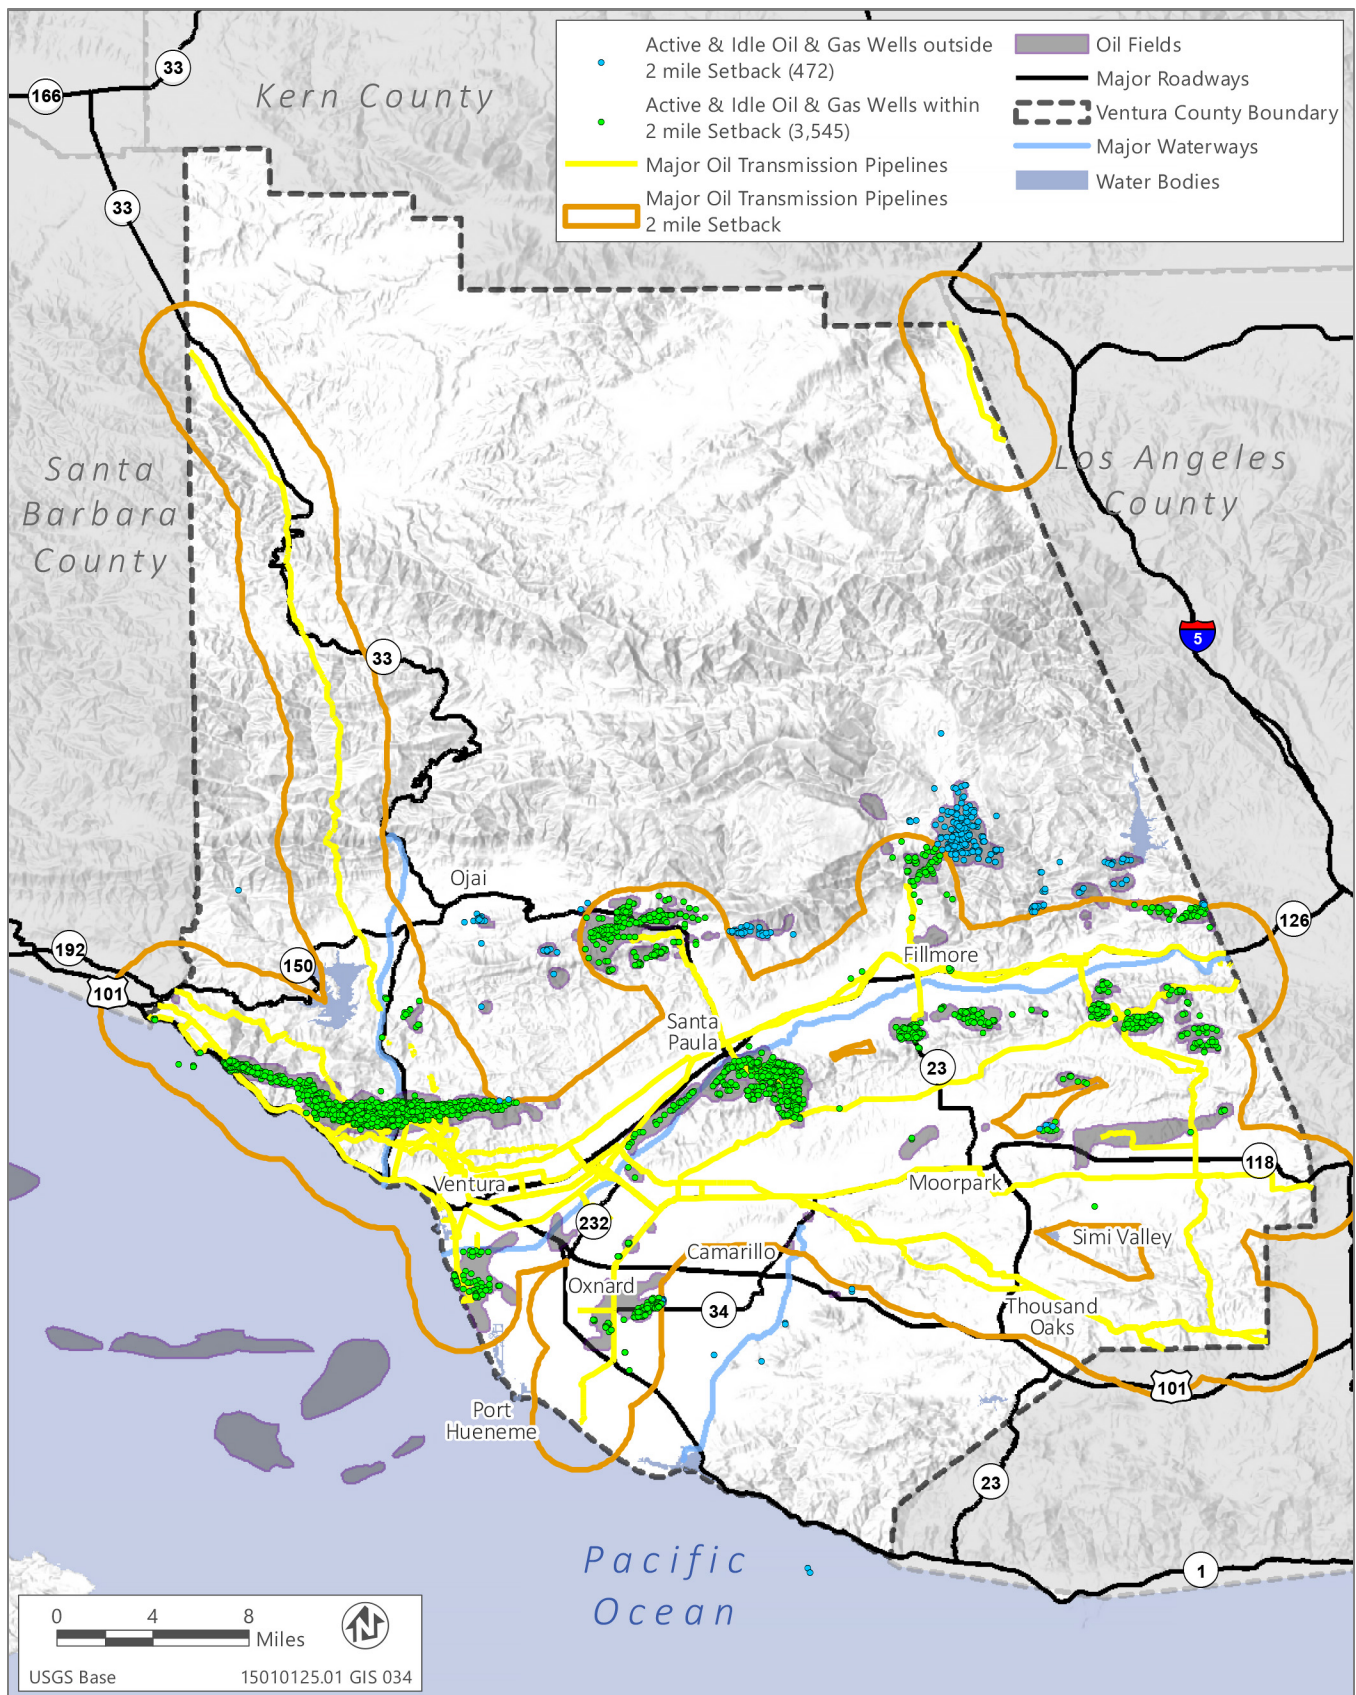 Active & Idle Oil & Gas Wells outside
2 mile Setback (472)
Active & Idle Oil & Gas Wells within
2 mile Setback (3,545)
Major Oil Transmission Pipelines
Major Oil Transmission Pipelines
2 mile Setback
Oil Fields
Major Roadways
Ventura County Boundary
Major Waterways
Water Bodies
33
166
Kern County
33
Santa
Barbara
County
Los Angeles
County
5
33
Ojai
192
150
101
126
Fillmore
Santa
Paula
23
118
Ventura
Moorpark
232
Camarillo
Simi Valley
Oxnard
34
Thousand
Oaks
101
Port
Hueneme
23
Pacific
Ocean
1
0 4 8
Miles
USGS Base
15010125.01 GIS 034